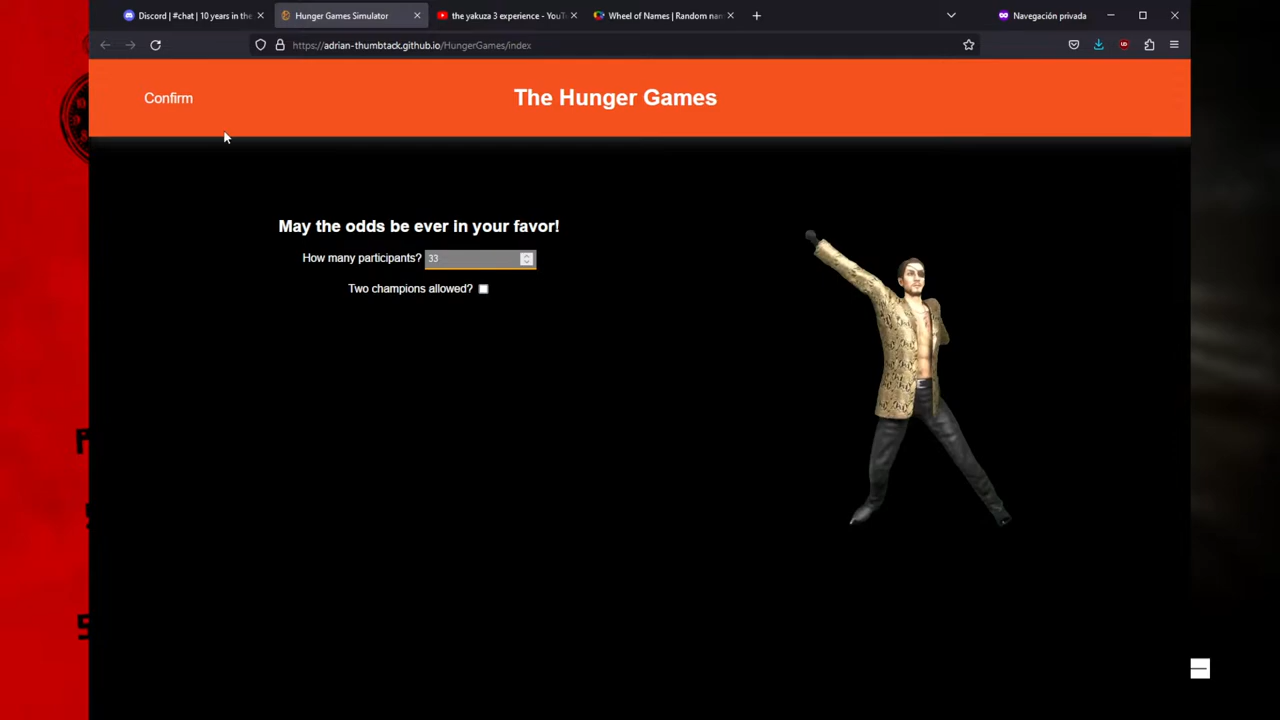 Discord | #chat | 10 years in the
Hunger Games Simulator
the yakuza 3 experience - YouT
Wheel of Names | Random nam
Navegación privada
https://adrian-thumbtack.github.io/HungerGames/index
Confirm
The Hunger Games
May the odds be ever in your favor!
How many participants? 33
Two champions allowed?